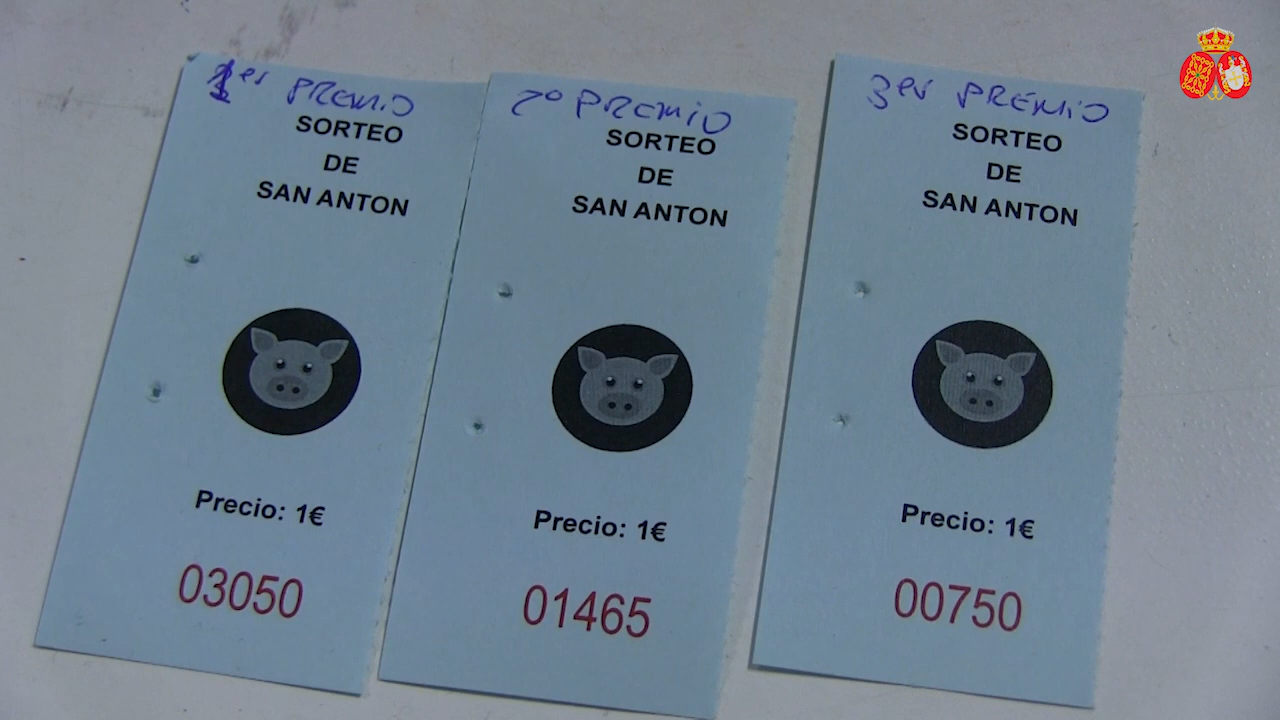 1er PREMIO
SORTEO
DE
SAN ANTON
Precio: 1€
03050
2º PREMIO
SORTEO
DE
SAN ANTON
Precio: 1€
01465
3er PREMIO
SORTEO
DE
SAN ANTON
Precio: 1€
00750